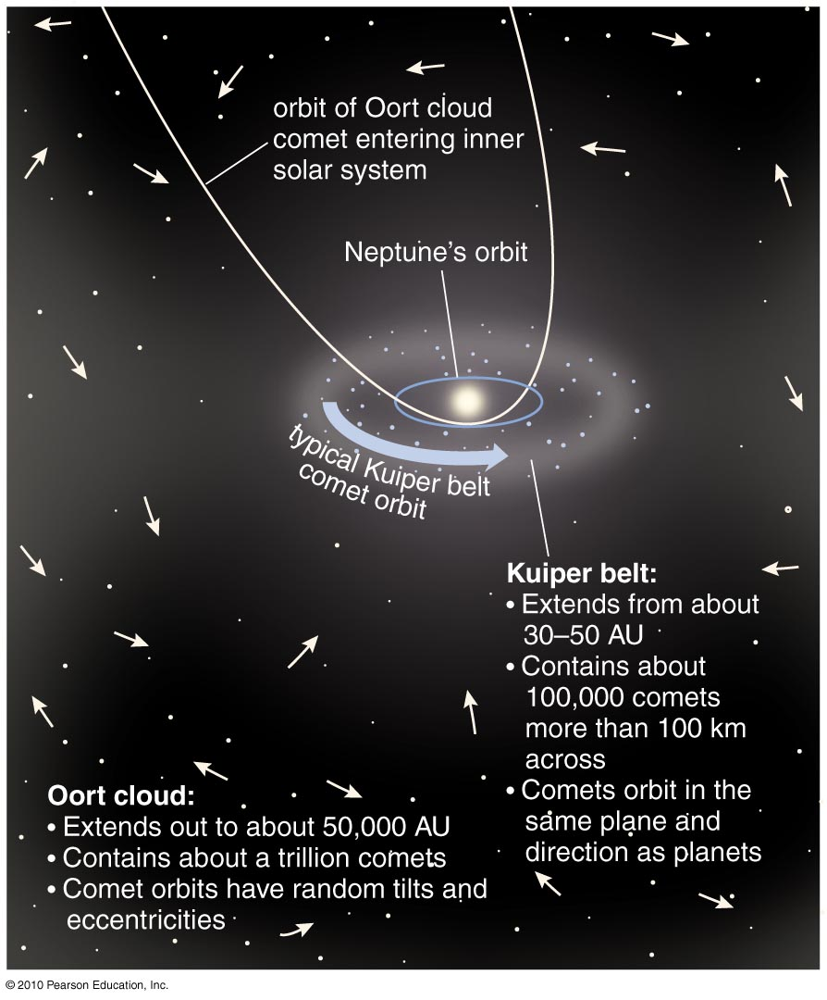 orbit of Oort cloud
comet entering inner
solar system
Neptune’s orbit
typical Kuiper belt
comet orbit
Kuiper belt:
• Extends from about
30–50 AU
• Contains about
100,000 comets
more than 100 km
across
• Comets orbit in the
same plane and
direction as planets
Oort cloud:
• Extends out to about 50,000 AU
• Contains about a trillion comets
• Comet orbits have random tilts and
eccentricities
© 2010 Pearson Education, Inc.